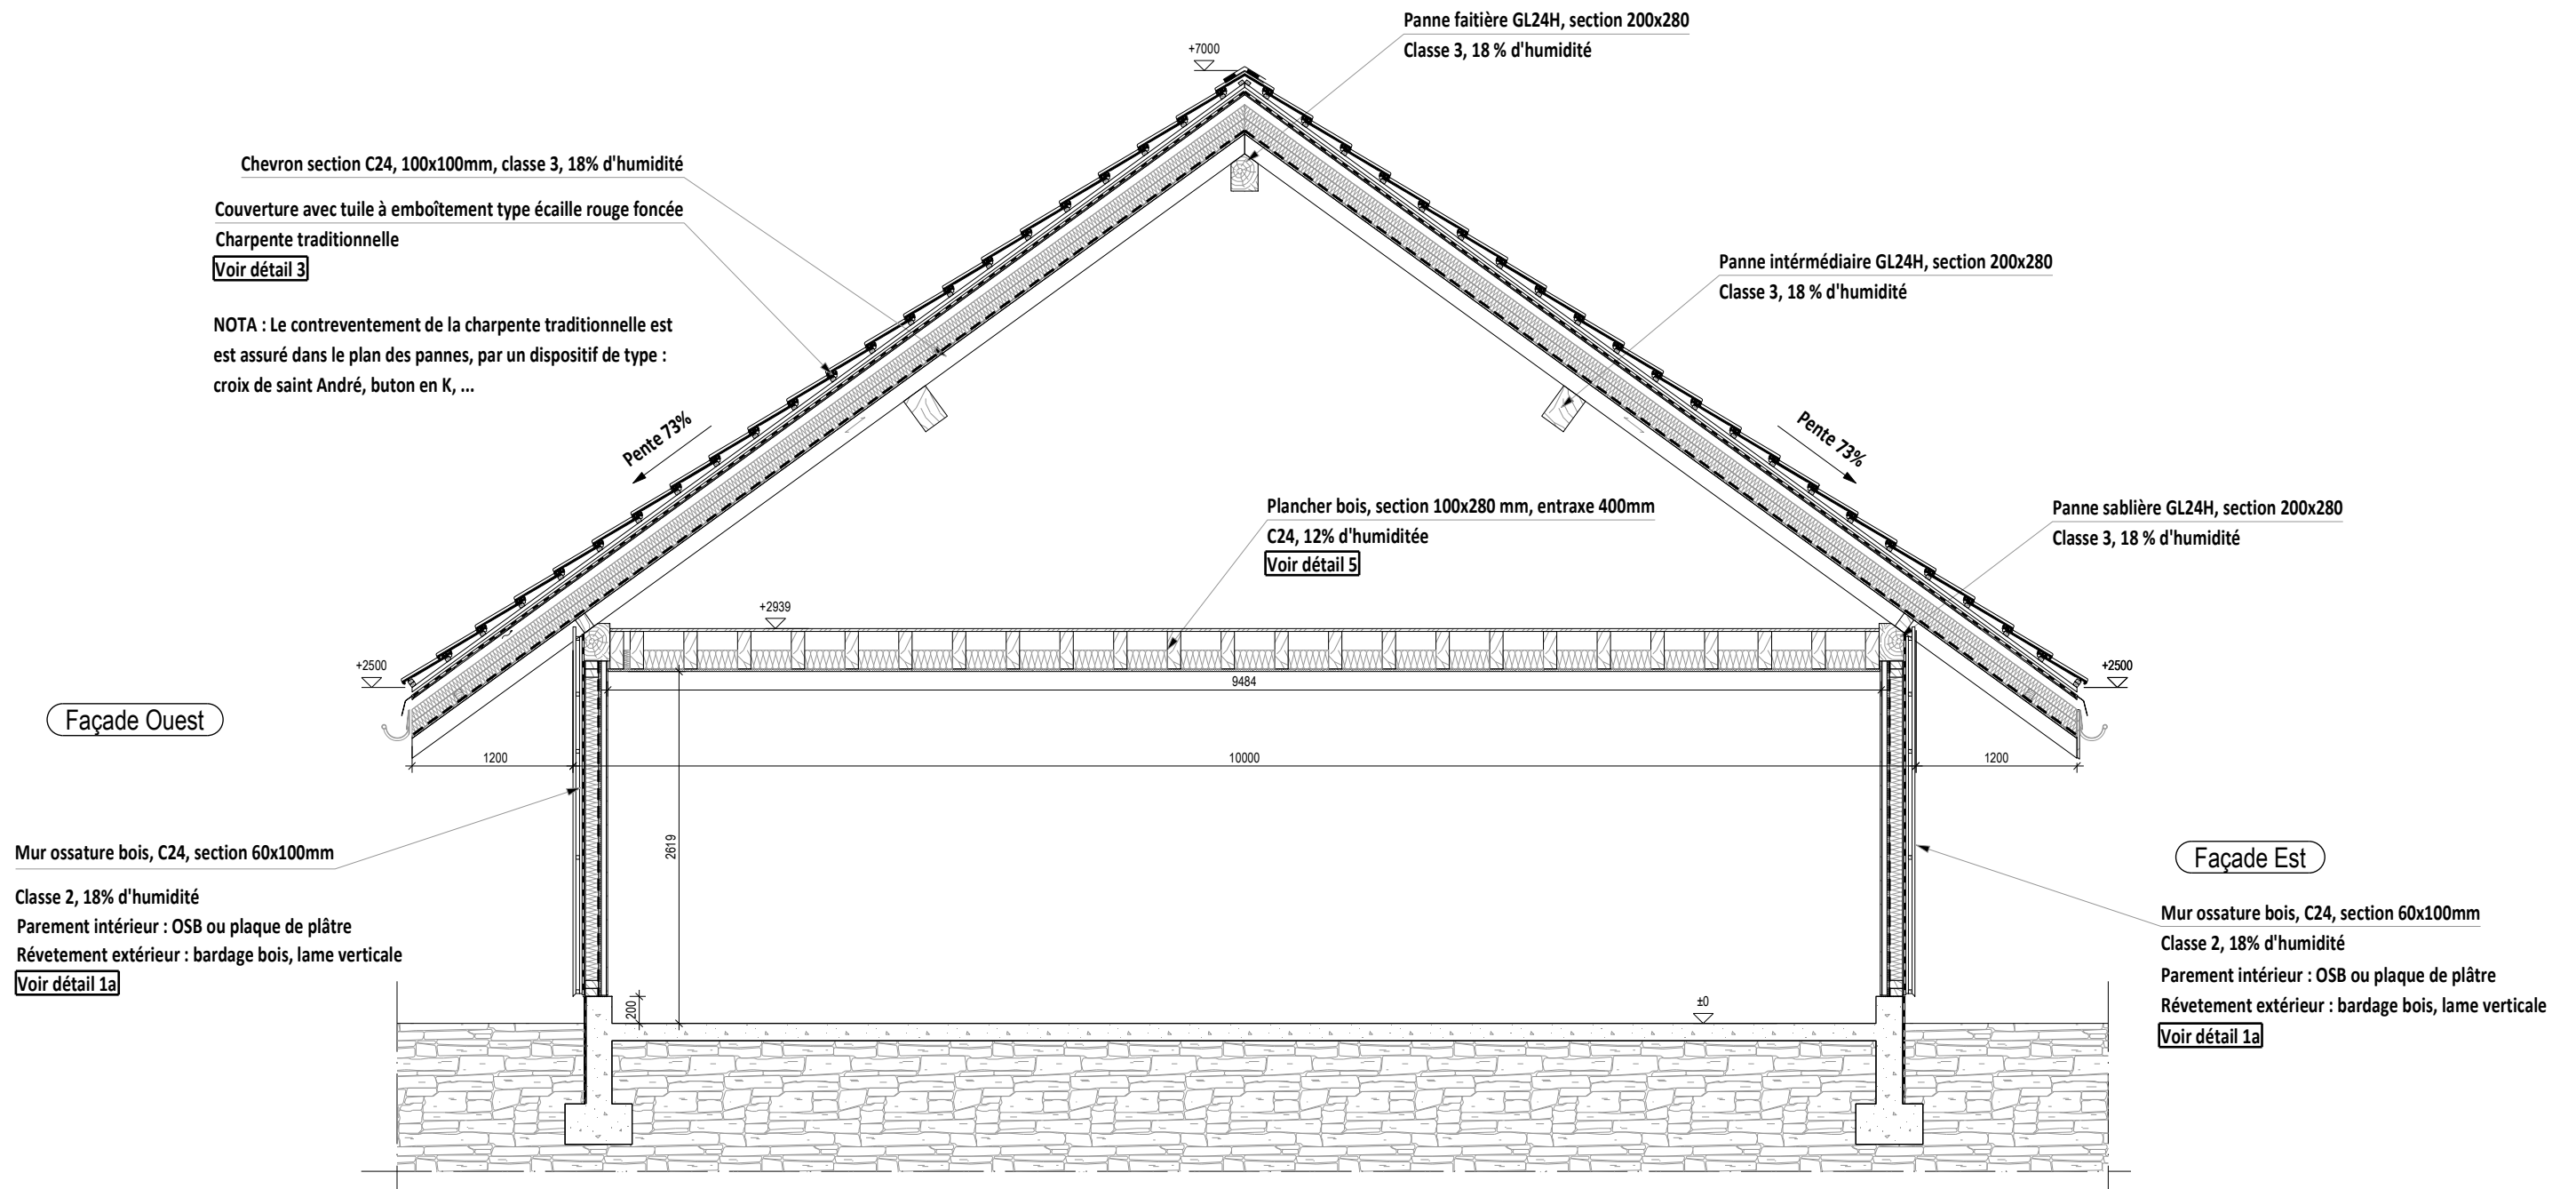 Panne faitière GL24H, section 200x280
Classe 3, 18 % d'humidité
+7000
Chevron section C24, 100x100mm, classe 3, 18% d'humidité
Couverture avec tuile à emboîtement type écaille rouge foncée
Charpente traditionnelle
Voir détail 3
NOTA : Le contreventement de la charpente traditionnelle est
est assuré dans le plan des pannes, par un dispositif de type :
croix de saint André, buton en K, ...
Panne intérmédiaire GL24H, section 200x280
Classe 3, 18 % d'humidité
Pente 73%
Pente 73%
Plancher bois, section 100x280 mm, entraxe 400mm
C24, 12% d'humiditée
Voir détail 5
Panne sablière GL24H, section 200x280
Classe 3, 18 % d'humidité
+2939
+2500
+2500
9484
Façade Ouest
1200
10000
1200
2619
Mur ossature bois, C24, section 60x100mm
Classe 2, 18% d'humidité
Parement intérieur : OSB ou plaque de plâtre
Révetement extérieur : bardage bois, lame verticale
Voir détail 1a
Façade Est
Mur ossature bois, C24, section 60x100mm
Classe 2, 18% d'humidité
Parement intérieur : OSB ou plaque de plâtre
Révetement extérieur : bardage bois, lame verticale
Voir détail 1a
200
±0